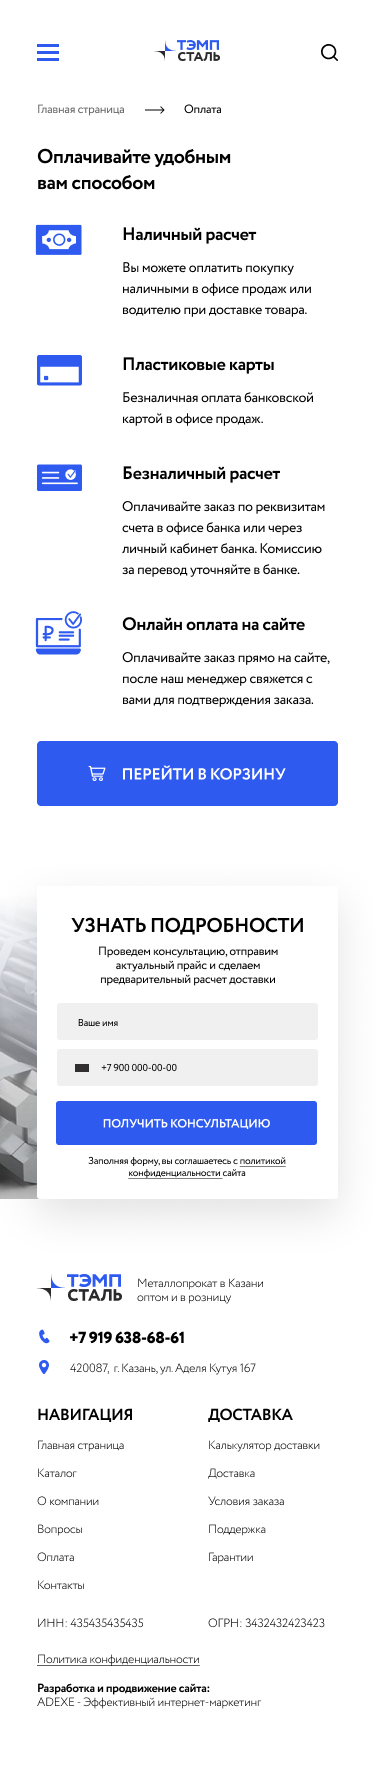 ТЭМП
СТАЛЬ
Главная страница
Оплата
Оплачивайте удобным
вам способом
Наличный расчет
Вы можете оплатить покупку
наличными в офисе продаж или
водителю при доставке товара.
Пластиковые карты
Безналичная оплата банковской
картой в офисе продаж.
Безналичный расчет
Оплачивайте заказ по реквизитам
счета в офисе банка или через
личный кабинет банка. Комиссию
за перевод уточняйте в банке.
₽
Онлайн оплата на сайте
Оплачивайте заказ прямо на сайте,
после наш менеджер свяжется с
вами для подтверждения заказа.
ПЕРЕЙТИ В КОРЗИНУ
УЗНАТЬ ПОДРОБНОСТИ
Проведем консультацию, отправим
актуальный прайс и сделаем
предварительный расчет доставки
Ваше имя
+7 900 000-00-00
ПОЛУЧИТЬ КОНСУЛЬТАЦИЮ
Заполняя форму, вы соглашаетесь с политикой
конфиденциальности сайта
ТЭМП
СТАЛЬ
Металлопрокат в Казани
оптом и в розницу
+7 919 638-68-61
420087, г. Казань, ул. Аделя Кутуя 167
НАВИГАЦИЯ
Главная страница
Каталог
О компании
Вопросы
Оплата
Контакты
ДОСТАВКА
Калькулятор доставки
Доставка
Условия заказа
Поддержка
Гарантии
ИНН: 435435435435
ОГРН: 3432432423423
Политика конфиденциальности
Разработка и продвижение сайта:
ADEXE - Эффективный интернет-маркетинг